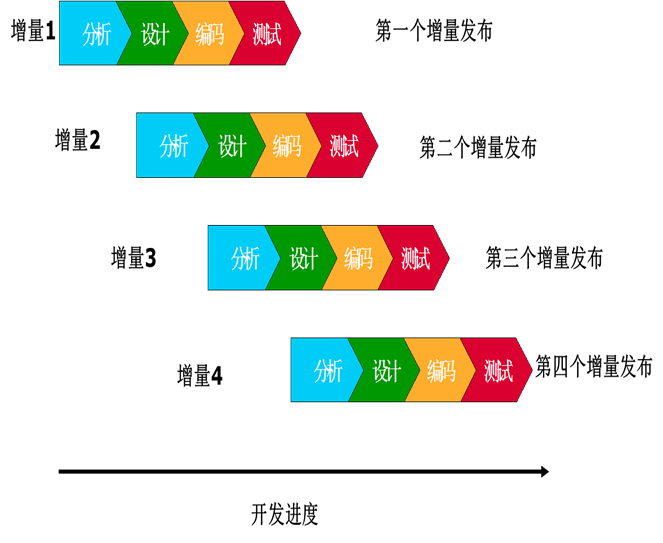 增量1 分析 设计 编码 测试 第一个增量发布
增量2 分析 设计 编码 测试 第二个增量发布
增量3 分析 设计 编码 测试 第三个增量发布
增量4 分析 设计 编码 测试 第四个增量发布
开发进度